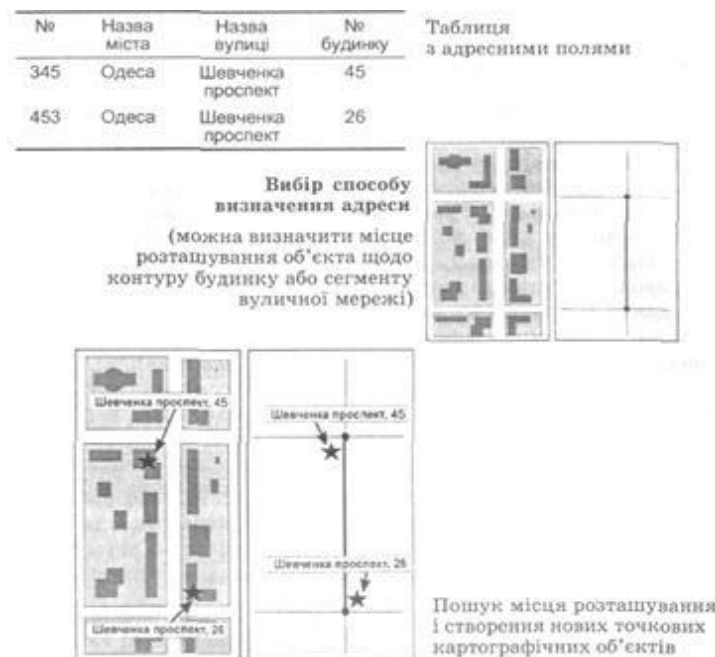 № Назва міста Назва вулиці № будинку
345 Одеса Шевченка проспект 45
453 Одеса Шевченка проспект 26
Таблиця
з адресними полями
Вибір способу
визначення адреси
(можна визначити місце
розташування об'єкта щодо
контуру будинку або сегменту
вуличної мережі)
Шевченка проспект, 45
Шевченка проспект, 26
Шевченка проспект, 45
Шевченка проспект, 26
Пошук місця розташування
і створення нових точкових
картографічних об'єктів